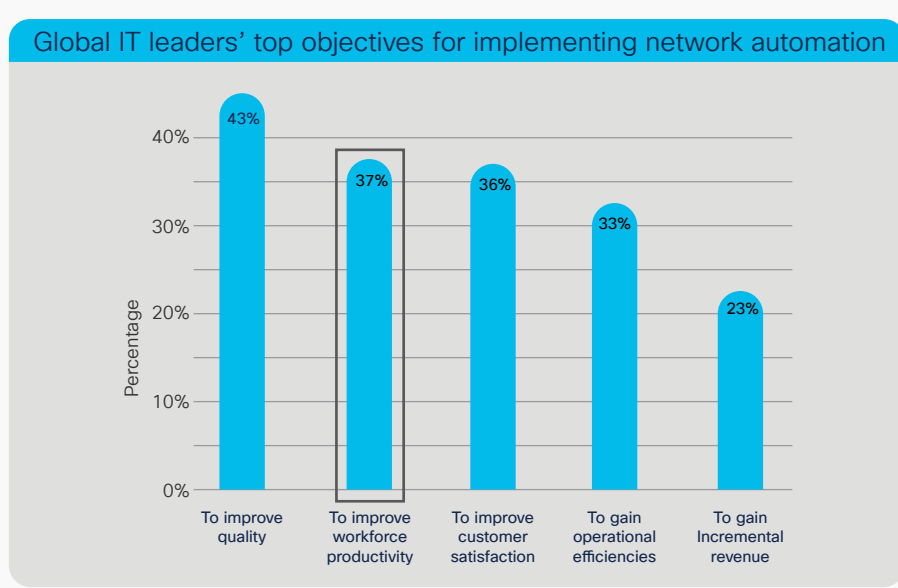 Global IT leaders’ top objectives for implementing network automation
43%
40%
37%
36%
33%
30%
23%
20%
10%
0%
Percentage
To improve
quality
To improve
workforce
productivity
To improve
customer
satisfaction
To gain
operational
efficiencies
To gain
Incremental
revenue